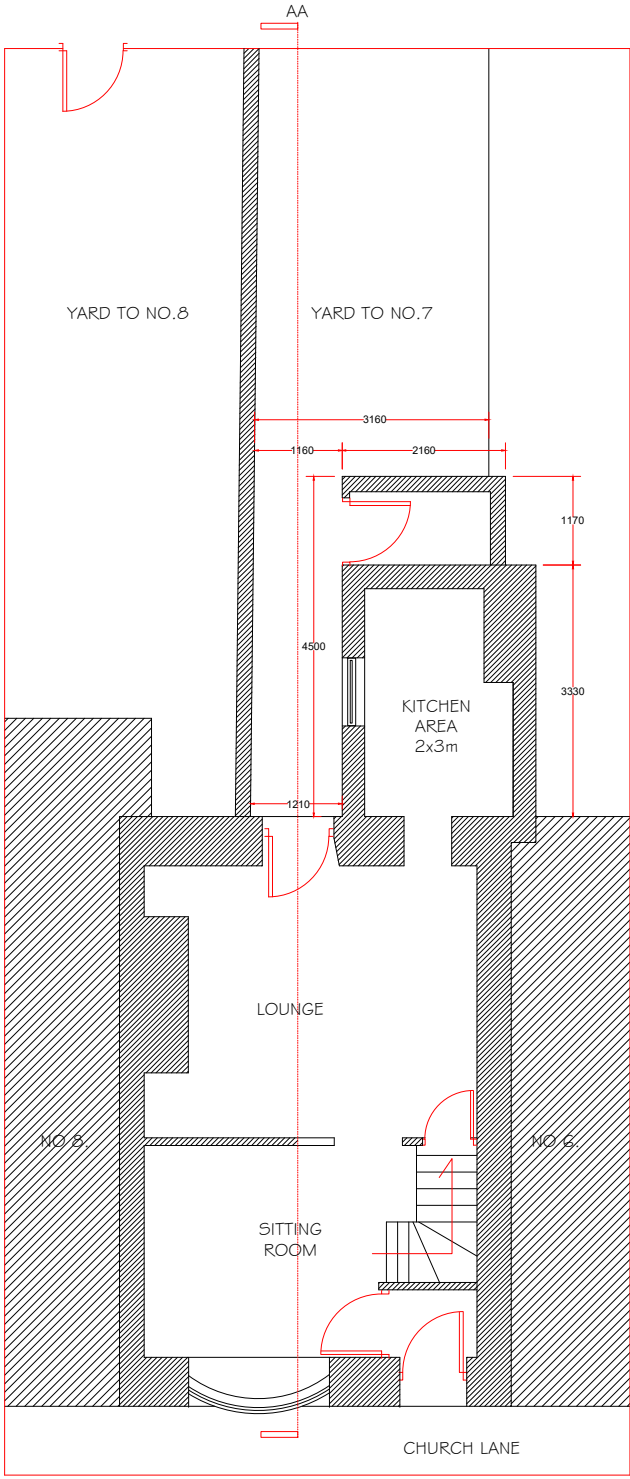 AA
YARD TO NO.8
YARD TO NO.7
3160
1160
2160
1170
4500
3330
KITCHEN
AREA
2x3m
1210
LOUNGE
NO 8.
NO 6.
SITTING
ROOM
CHURCH LANE